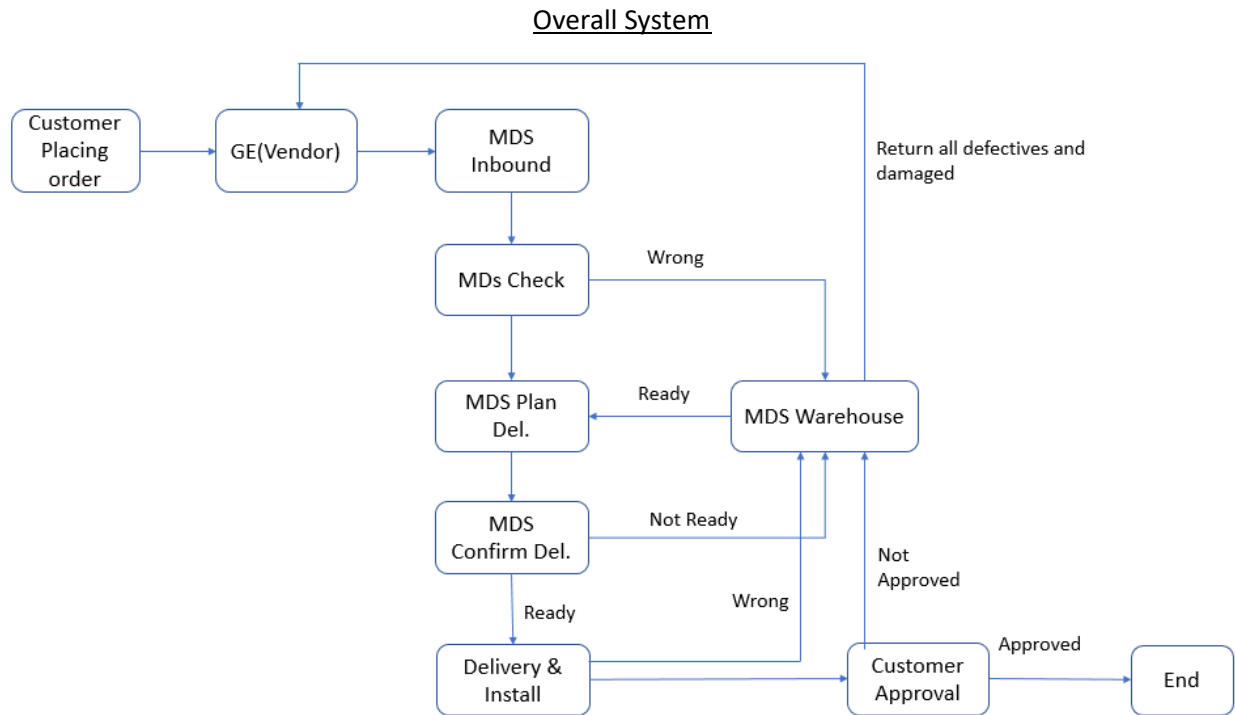 Overall System
Customer
Placing
order
GE(Vendor)
MDS
Inbound
Return all defectives and
damaged
MDs Check
Wrong
MDS Plan
Del.
Ready
MDS Warehouse
MDS
Confirm Del.
Not Ready
Not
Approved
Ready
Wrong
Delivery &
Install
Customer
Approval
Approved
End